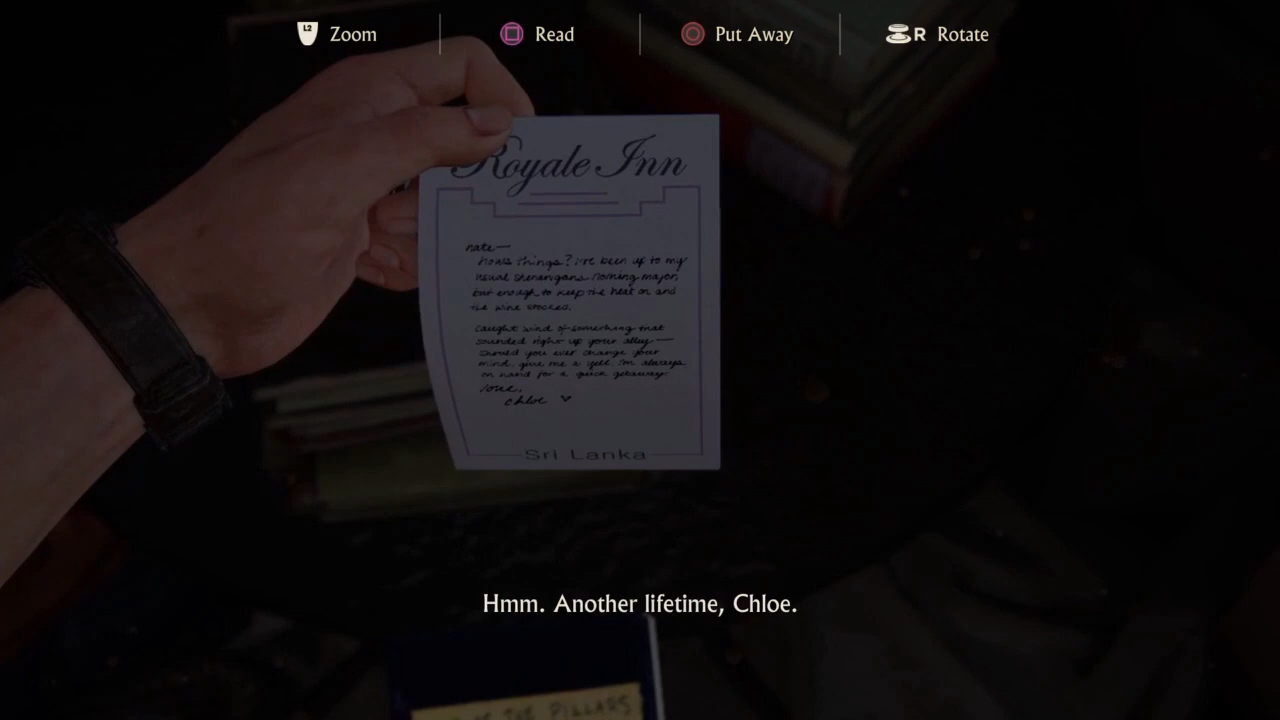 L2 Zoom
Read
Put Away
R Rotate
Royale Inn
nate—
how's things? i've been up to my
usual shenanigans. nothing major,
but enough to keep the heat on and
the wine stocked.
caught wind of something that
sounded right up your alley—
should you ever change your
mind, give me a yell. i'm always
on hand for a quick getaway
love,
chloe
Sri Lanka
Hmm. Another lifetime, Chloe.
THE PILLARS